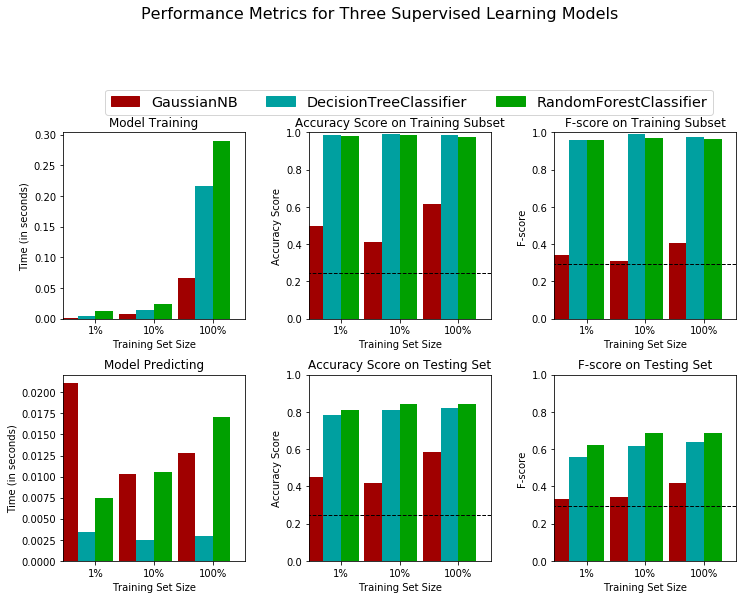 Performance Metrics for Three Supervised Learning Models
GaussianNB DecisionTreeClassifier RandomForestClassifier
Model Training
Time (in seconds)
0.30
0.25
0.20
0.15
0.10
0.05
0.00
1% 10% 100%
Training Set Size
Accuracy Score on Training Subset
Accuracy Score
1.0
0.8
0.6
0.4
0.2
0.0
1% 10% 100%
Training Set Size
F-score on Training Subset
F-score
1.0
0.8
0.6
0.4
0.2
0.0
1% 10% 100%
Training Set Size
Model Predicting
Time (in seconds)
0.0200
0.0175
0.0150
0.0125
0.0100
0.0075
0.0050
0.0025
0.0000
1% 10% 100%
Training Set Size
Accuracy Score on Testing Set
Accuracy Score
1.0
0.8
0.6
0.4
0.2
0.0
1% 10% 100%
Training Set Size
F-score on Testing Set
F-score
1.0
0.8
0.6
0.4
0.2
0.0
1% 10% 100%
Training Set Size